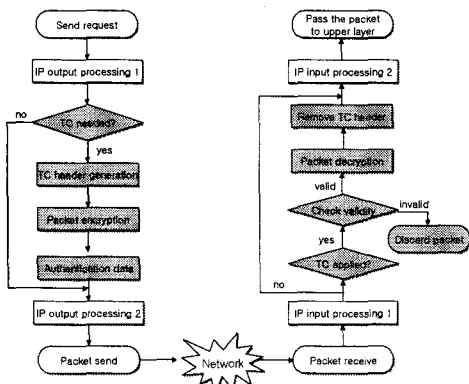 Send request
IP output processing 1
TC needed?
no
yes
TC header generation
Packet encryption
Authentication data
IP output processing 2
Packet send
Network
Pass the packet
to upper layer
IP input processing 2
Remove TC header
Packet decryption
valid
Check validity
invalid
Discard packet
yes
TC applied?
no
IP input processing 1
Packet receive